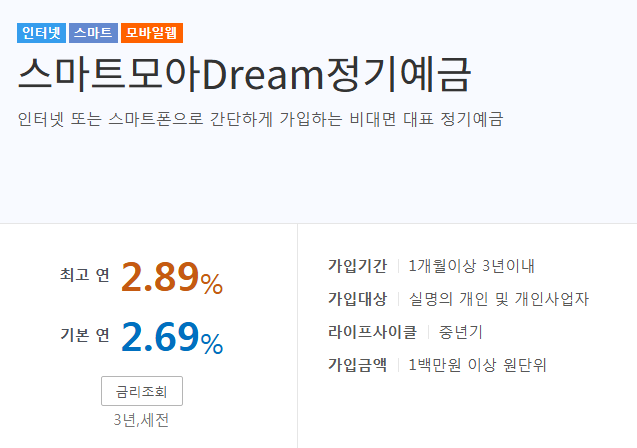 인터넷 스마트 모바일웹
스마트모아Dream정기예금
인터넷 또는 스마트폰으로 간단하게 가입하는 비대면 대표 정기예금
최고 연 2.89%
기본 연 2.69%
금리조회
3년,세전
가입기간 1개월이상 3년이내
가입대상 실명의 개인 및 개인사업자
라이프사이클 중년기
가입금액 1백만원 이상 원단위